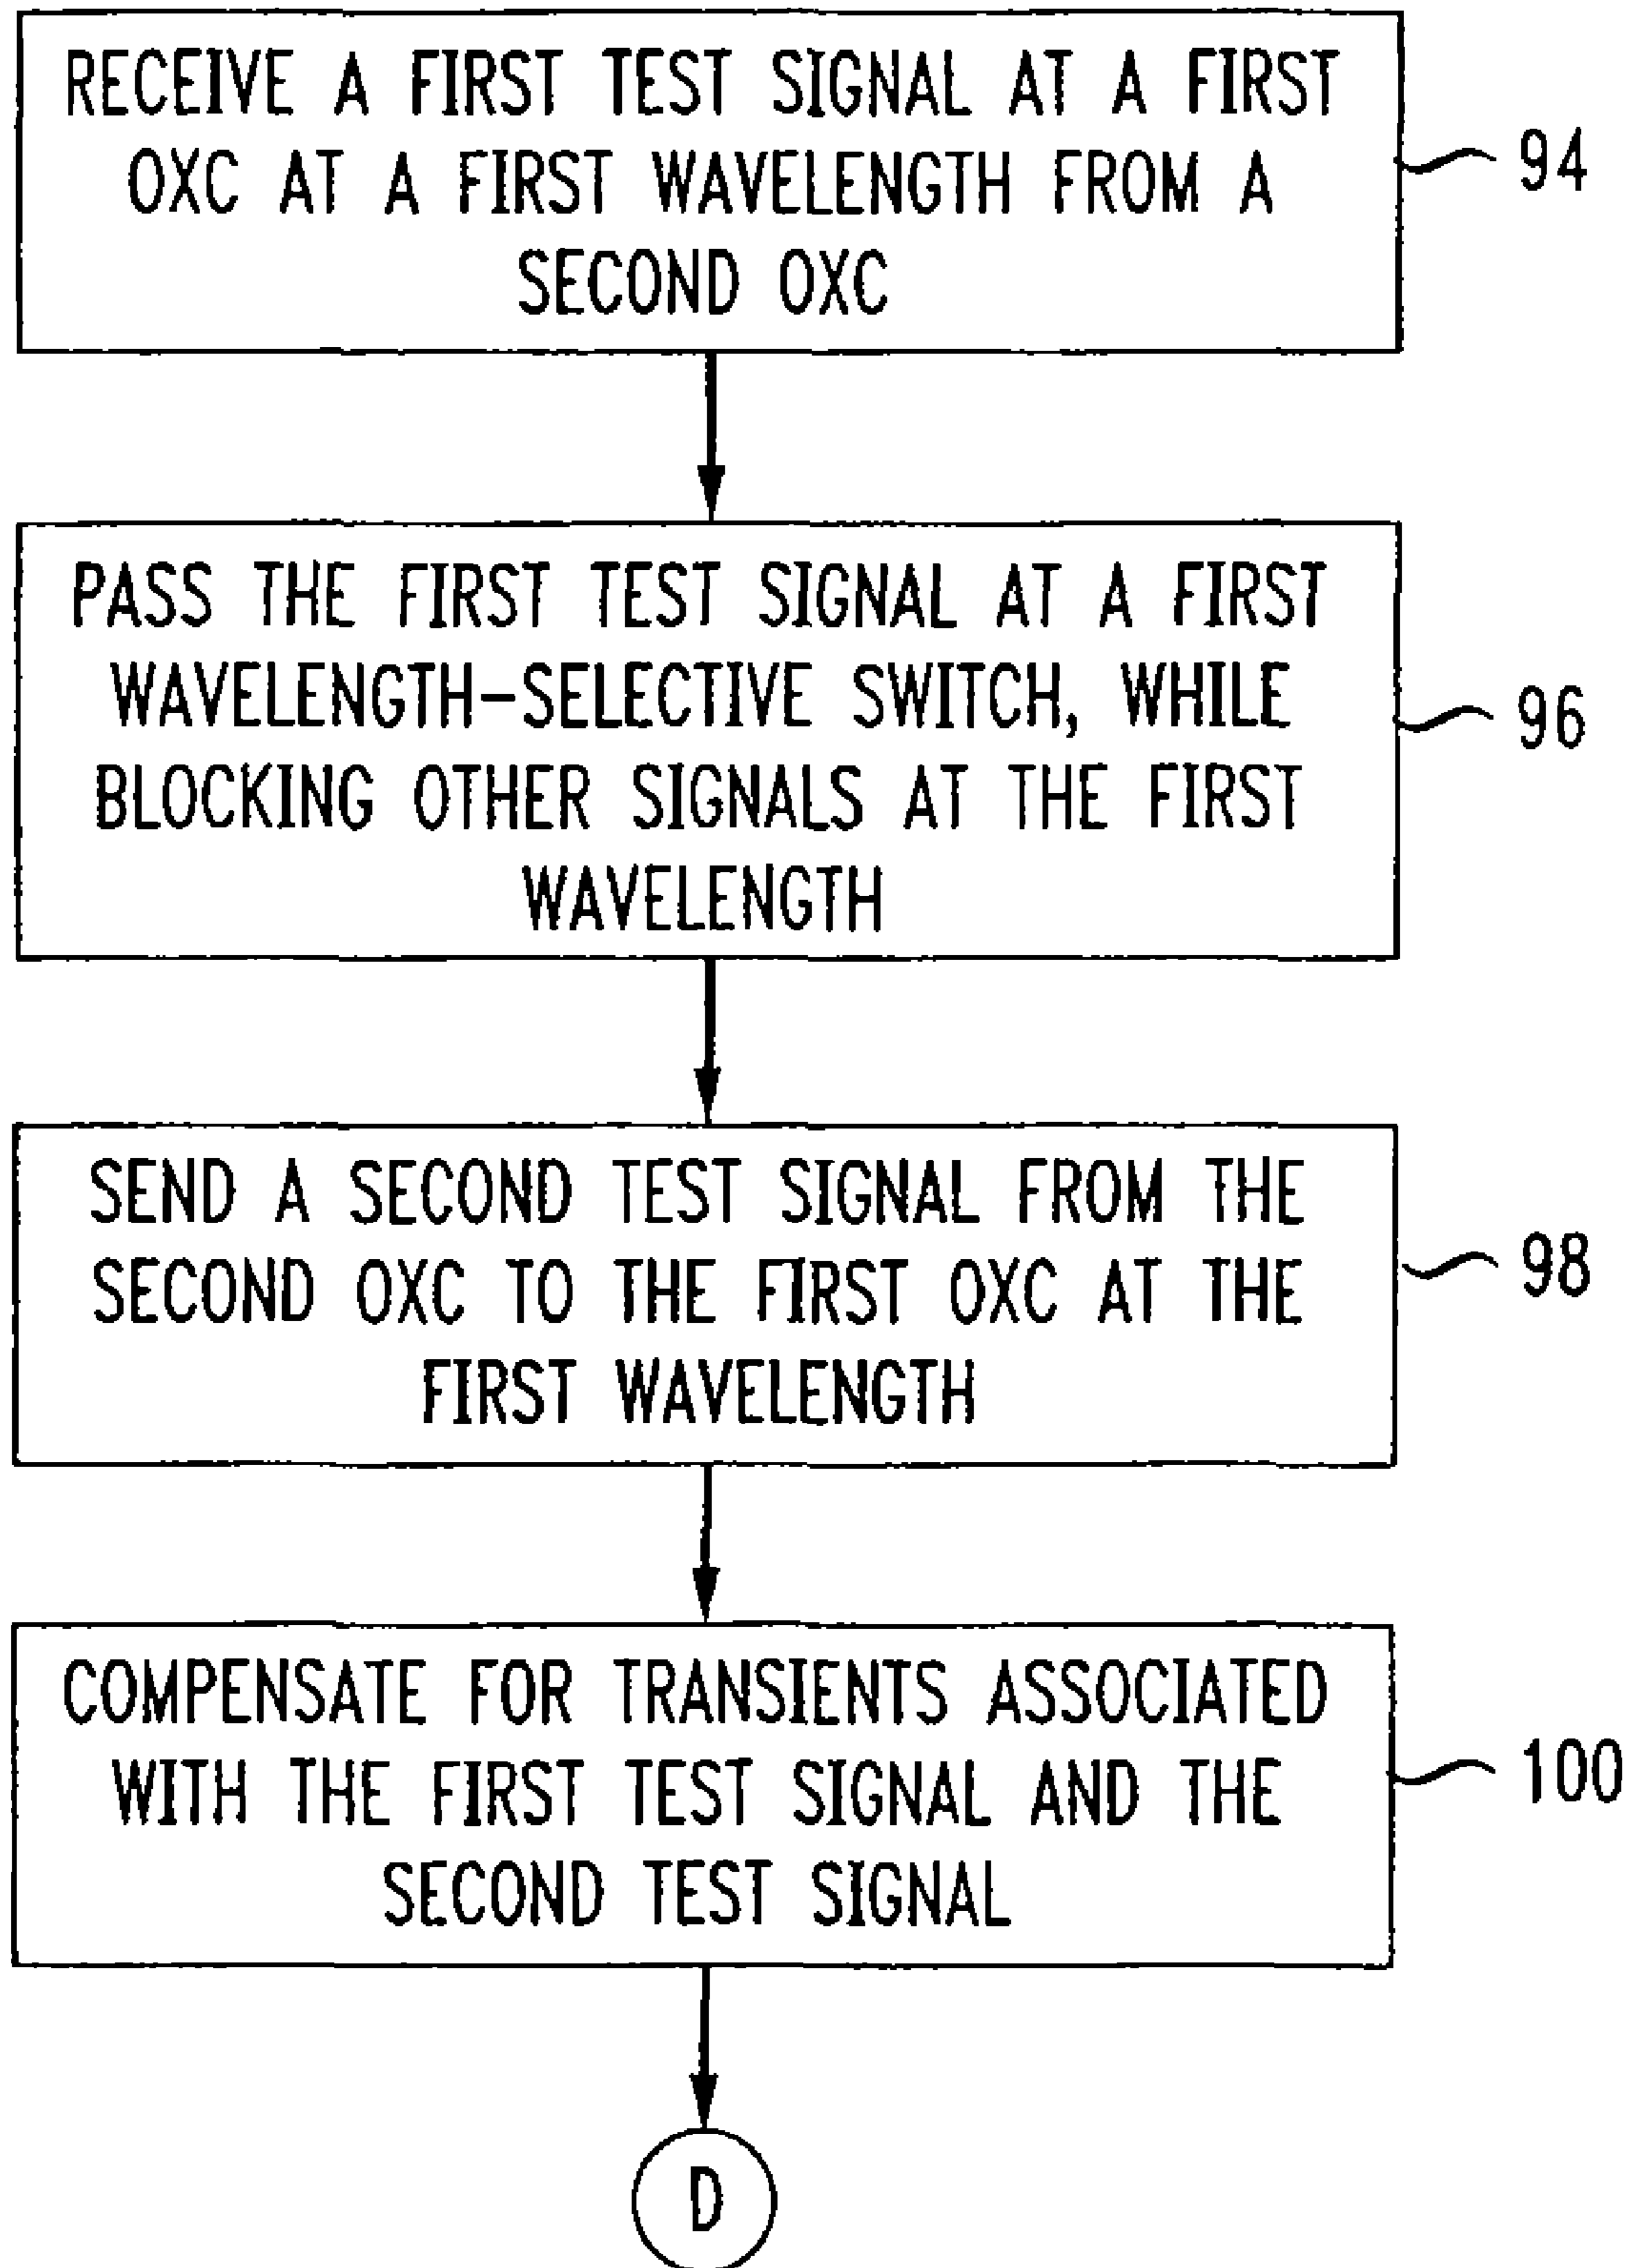 RECEIVE A FIRST TEST SIGNAL AT A FIRST
OXC AT A FIRST WAVELENGTH FROM A
SECOND OXC
94
PASS THE FIRST TEST SIGNAL AT A FIRST
WAVELENGTH-SELECTIVE SWITCH, WHILE
BLOCKING OTHER SIGNALS AT THE FIRST
WAVELENGTH
96
SEND A SECOND TEST SIGNAL FROM THE
SECOND OXC TO THE FIRST OXC AT THE
FIRST WAVELENGTH
98
COMPENSATE FOR TRANSIENTS ASSOCIATED
WITH THE FIRST TEST SIGNAL AND THE
SECOND TEST SIGNAL
100
D